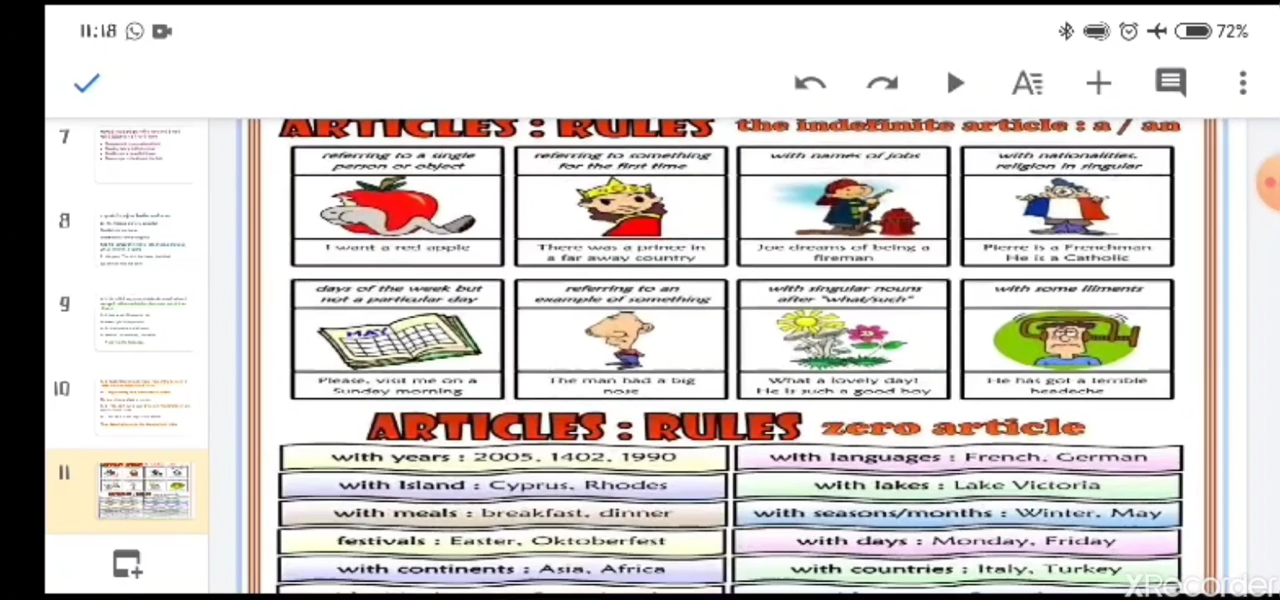 11:18
72%
7
8
9
10
11
ARTICLES : RULES the indefinite article : a / an
referring to a single
person or object
I want a red apple
referring to something
for the first time
There was a prince in
a far away country
with names of jobs
Joe dreams of being a
fireman
with nationalities,
religion in singular
Pierre is a Frenchman
He is a Catholic
days of the week but
not a particular day
MAY
Please, visit me on a
Sunday morning
referring to an
example of something
The man had a big
nose
with singular nouns
after "what/such"
What a lovely day!
He is such a good boy
with some illments
He has got a terrible
headeche
ARTICLES : RULES zero article
with years : 2005, 1402, 1990
with languages : French, German
with Island : Cyprus, Rhodes
with lakes : Lake Victoria
with meals : breakfast, dinner
with seasons/months : Winter, May
festivals : Easter, Oktoberfest
with days : Monday, Friday
with continents : Asia, Africa
with countries : Italy, Turkey
XRecorder